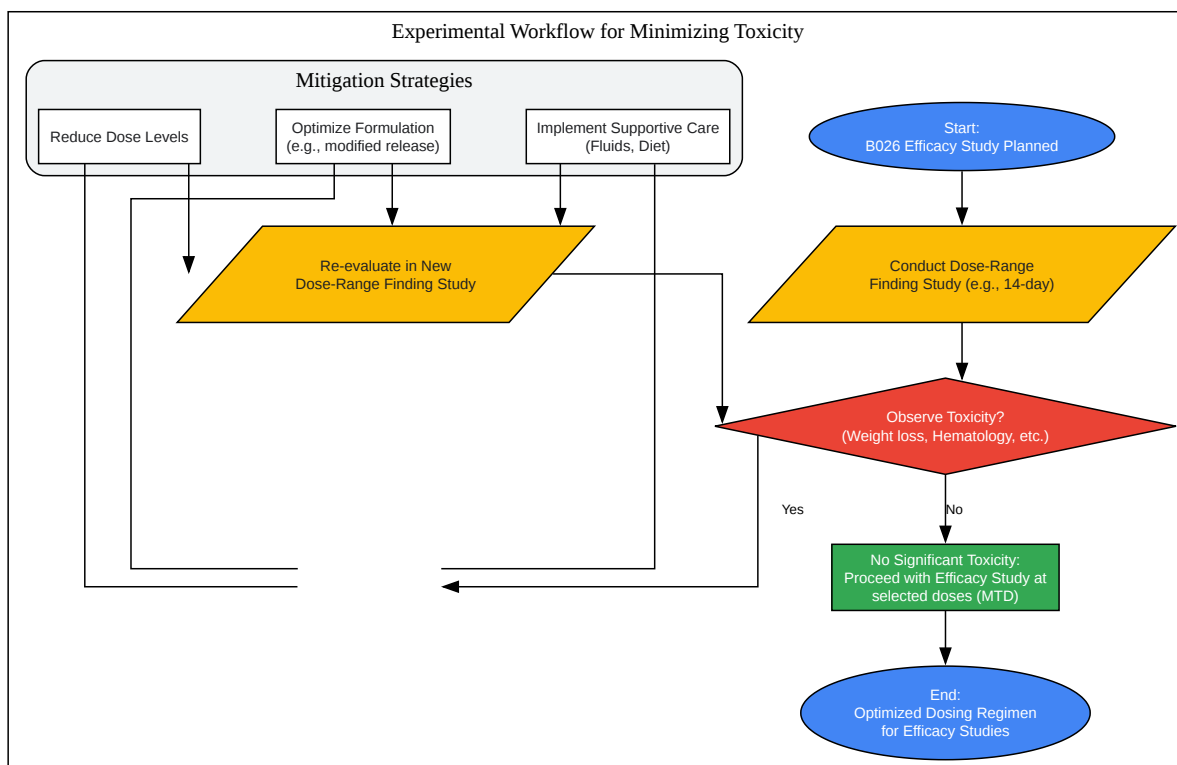 Experimental Workflow for Minimizing Toxicity
Mitigation Strategies
Reduce Dose Levels
Optimize Formulation
(e.g., modified release)
Implement Supportive Care
(Fluids, Diet)
Start:
B026 Efficacy Study Planned
Re-evaluate in New
Dose-Range Finding Study
Conduct Dose-Range
Finding Study (e.g., 14-day)
Observe Toxicity?
(Weight loss, Hematology, etc.)
Yes
No
No Significant Toxicity:
Proceed with Efficacy Study at
selected doses (MTD)
End:
Optimized Dosing Regimen
for Efficacy Studies